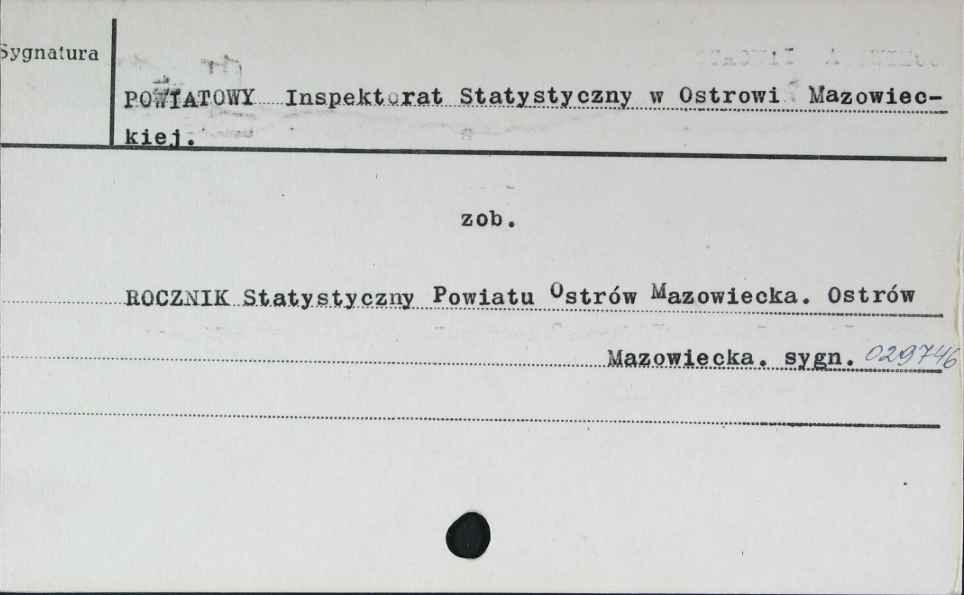 Sygnatura
POWIATOWY Inspektorat Statystyczny w Ostrowi Mazowiec-
kiej.
zob.
ROCZNIK Statystyczny Powiatu Ostrów Mazowiecka. Ostrów
Mazowiecka. sygn. 029746